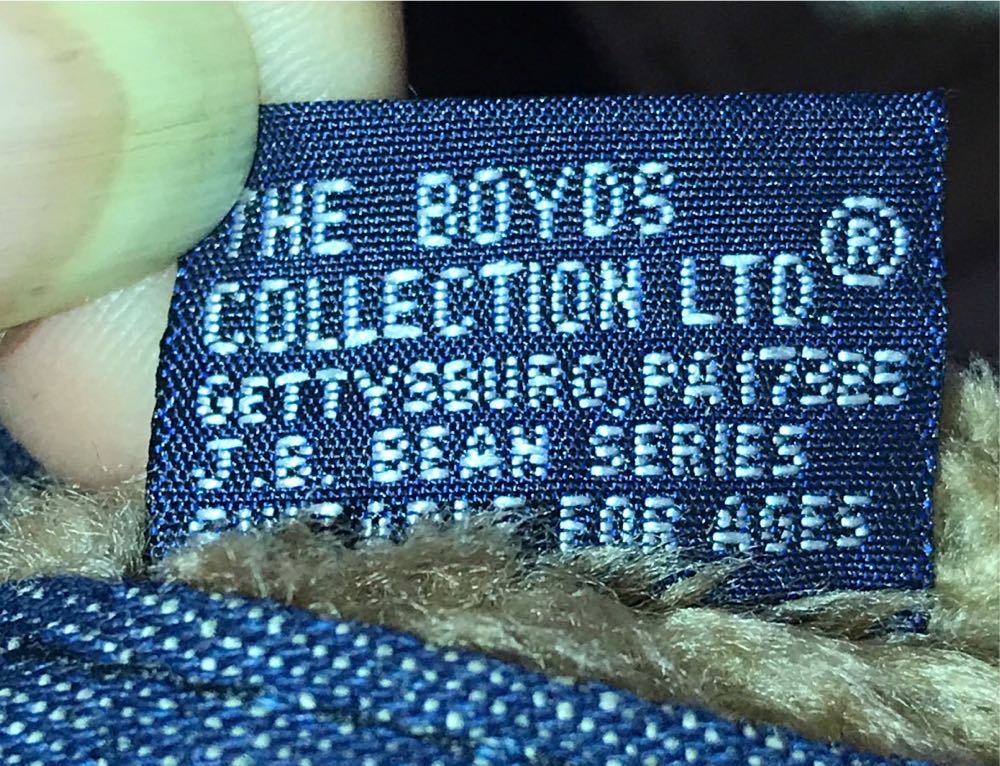 THE BOYDS
COLLECTION LTD.®
GETTYSBURG, PA 17325
J.B. BEAN SERIES
FOR AGES